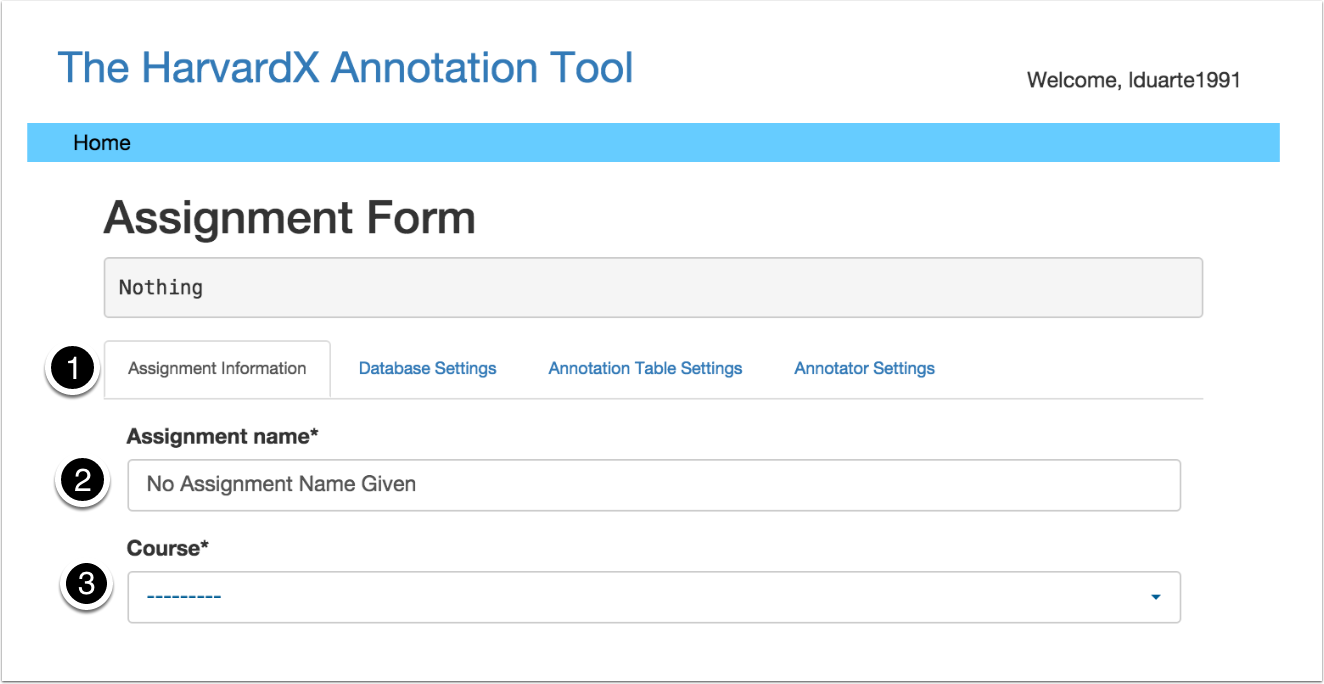 The HarvardX Annotation Tool
Welcome, lduarte1991
Home
Assignment Form
Nothing
1 Assignment Information Database Settings Annotation Table Settings Annotator Settings
Assignment name*
2 No Assignment Name Given
Course*
3 ---------